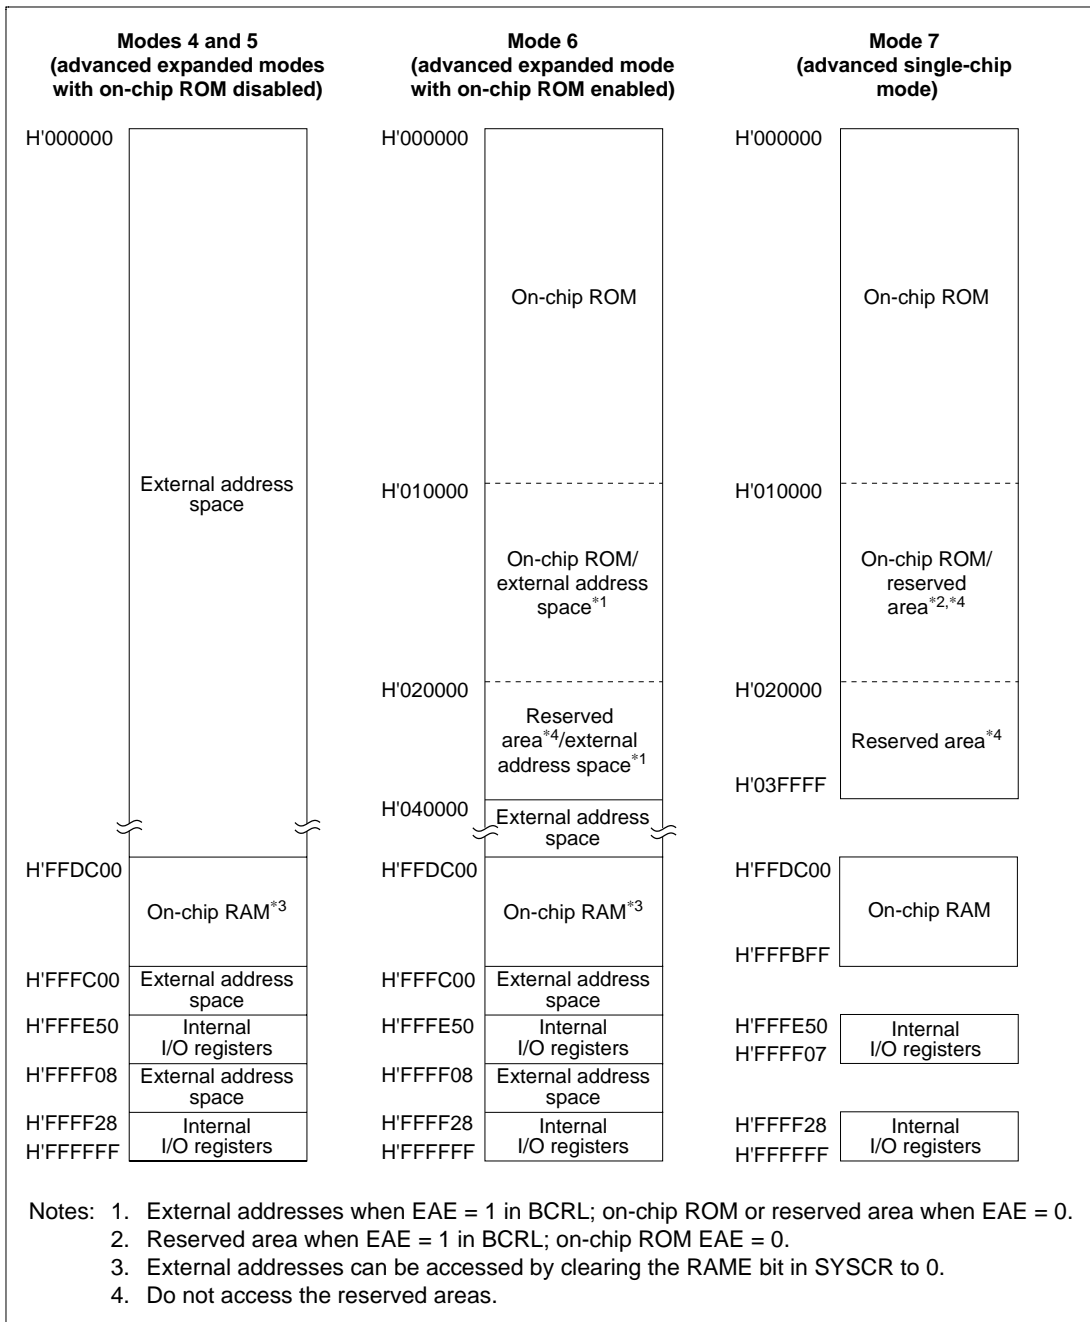 Modes 4 and 5
(advanced expanded modes
with on-chip ROM disabled)
H'000000
External address
space
H'FFDC00
On-chip RAM*3
H'FFFC00
External address
space
H'FFFE50
Internal
I/O registers
H'FFFF08
External address
space
H'FFFF28
Internal
I/O registers
H'FFFFFF
Mode 6
(advanced expanded mode
with on-chip ROM enabled)
H'000000
On-chip ROM
H'010000
On-chip ROM/
external address
space*1
H'020000
Reserved
area*4/external
address space*1
H'040000
External address
space
H'FFDC00
On-chip RAM*3
H'FFFC00
External address
space
H'FFFE50
Internal
I/O registers
H'FFFF08
External address
space
H'FFFF28
Internal
I/O registers
H'FFFFFF
Mode 7
(advanced single-chip
mode)
H'000000
On-chip ROM
H'010000
On-chip ROM/
reserved
area*2,*4
H'020000
Reserved area*4
H'03FFFF
H'FFDC00
On-chip RAM
H'FFFBFF
H'FFFE50
Internal
I/O registers
H'FFFF07
H'FFFF28
Internal
I/O registers
H'FFFFFF
Notes: 1. External addresses when EAE = 1 in BCRL; on-chip ROM or reserved area when EAE = 0.
2. Reserved area when EAE = 1 in BCRL; on-chip ROM EAE = 0.
3. External addresses can be accessed by clearing the RAME bit in SYSCR to 0.
4. Do not access the reserved areas.